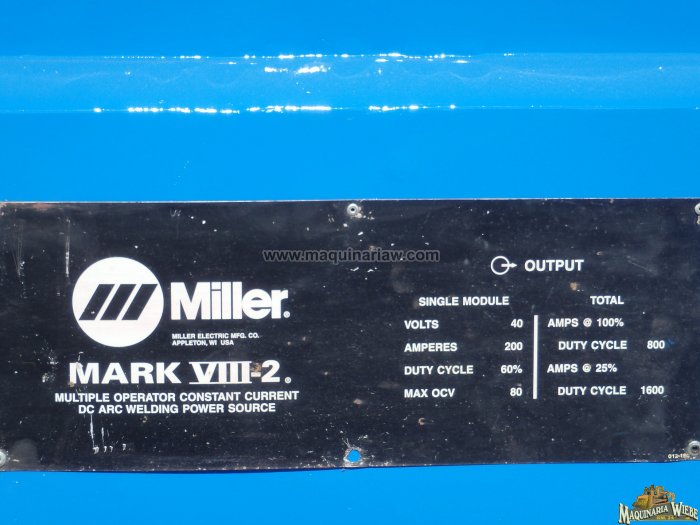 www.maquinariaw.com
Miller®
MILLER ELECTRIC MFG. CO.
APPLETON, WI USA
MARK VIII-2®
MULTIPLE OPERATOR CONSTANT CURRENT
DC ARC WELDING POWER SOURCE
OUTPUT
SINGLE MODULE TOTAL
VOLTS 40 AMPS @ 100%
AMPERES 200 DUTY CYCLE 800
DUTY CYCLE 60% AMPS @ 25%
MAX OCV 80 DUTY CYCLE 1600
MAQUINARIA WIEBE